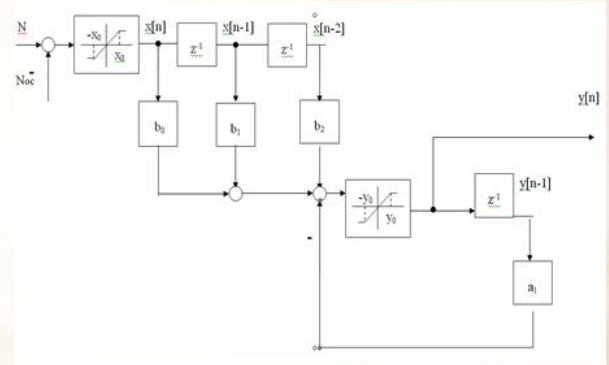 N
-x₀
x₀
x[n]
z⁻¹
x[n-1]
z⁻¹
x[n-2]
Noc
-
b₀
b₁
b₂
y[n]
-y₀
y₀
z⁻¹
y[n-1]
-
a₁